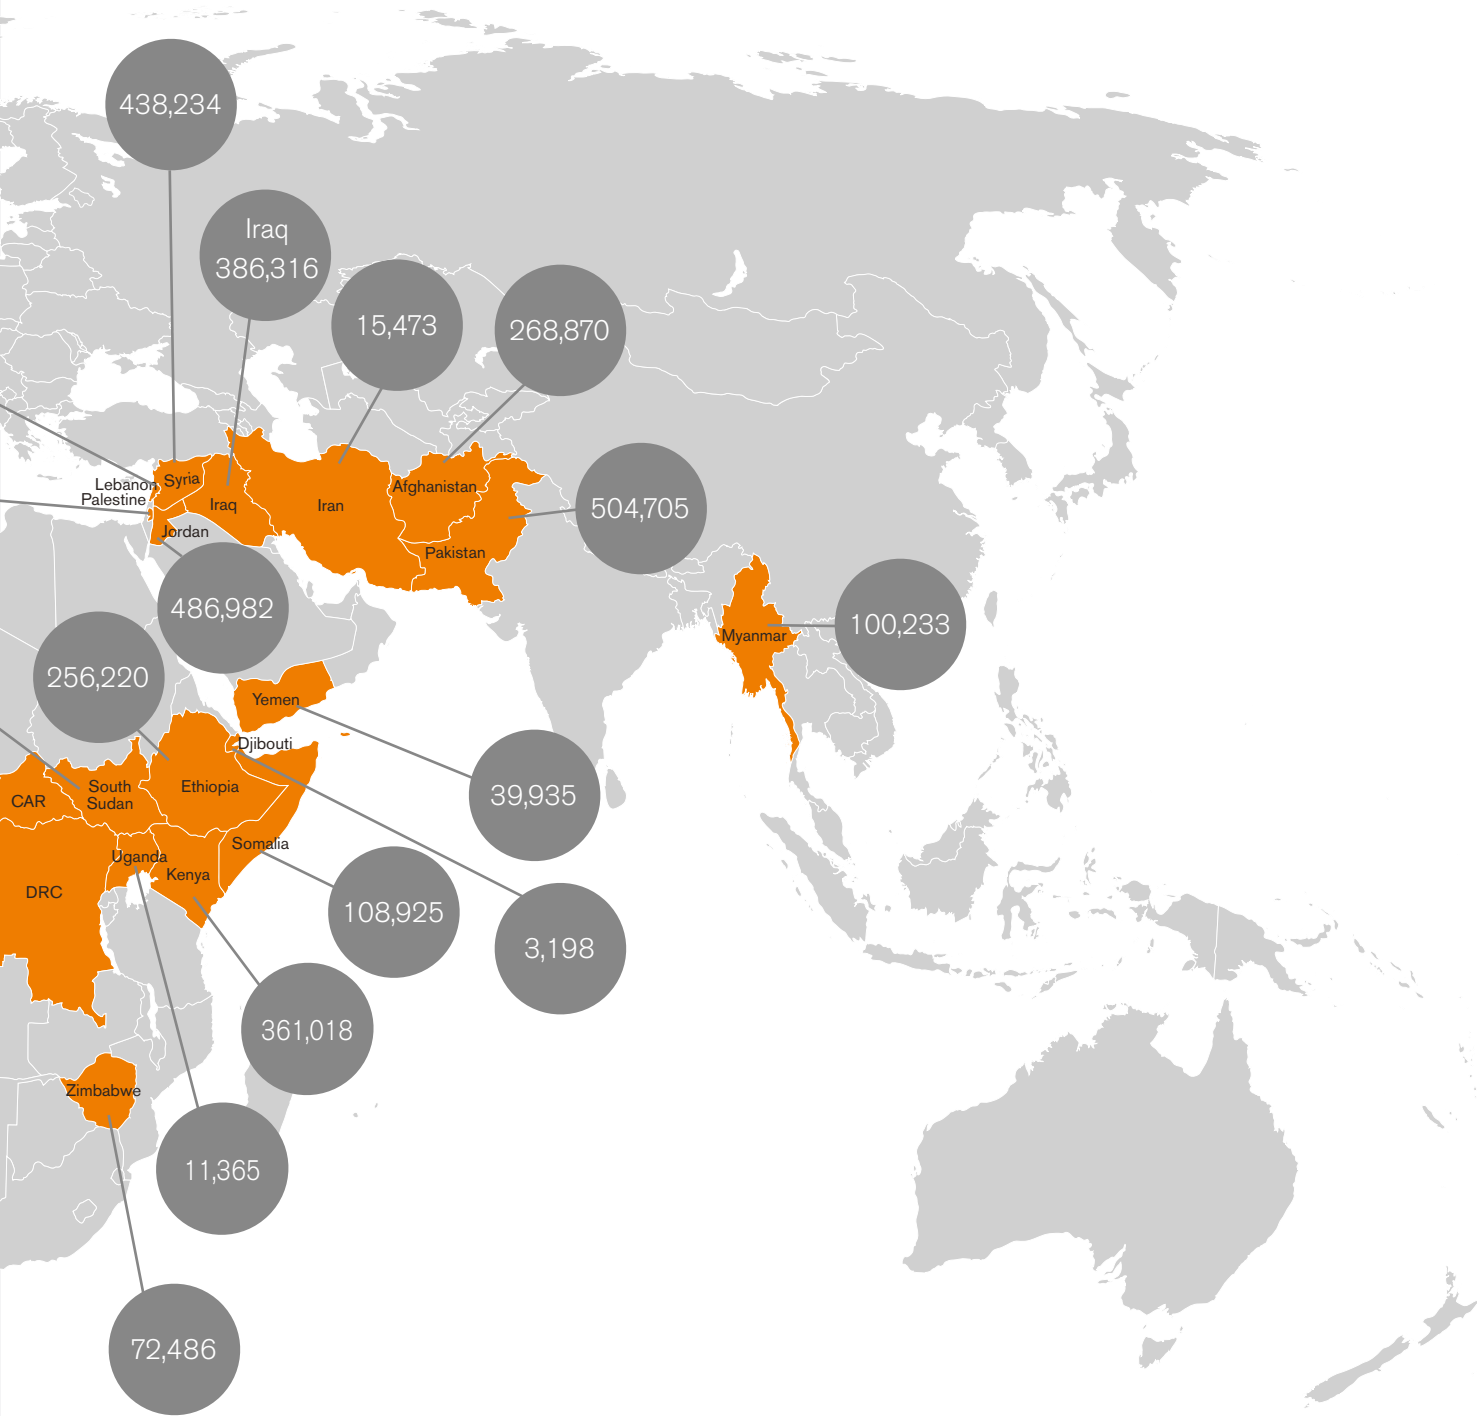 438,234
Iraq
386,316
15,473
268,870
504,705
Lebanon
Palestine
Syria
Iraq
Iran
Afghanistan
Jordan
Pakistan
486,982
100,233
Myanmar
256,220
Yemen
Djibouti
39,935
CAR
South
Sudan
Ethiopia
Somalia
Uganda
Kenya
DRC
108,925
3,198
361,018
Zimbabwe
11,365
72,486